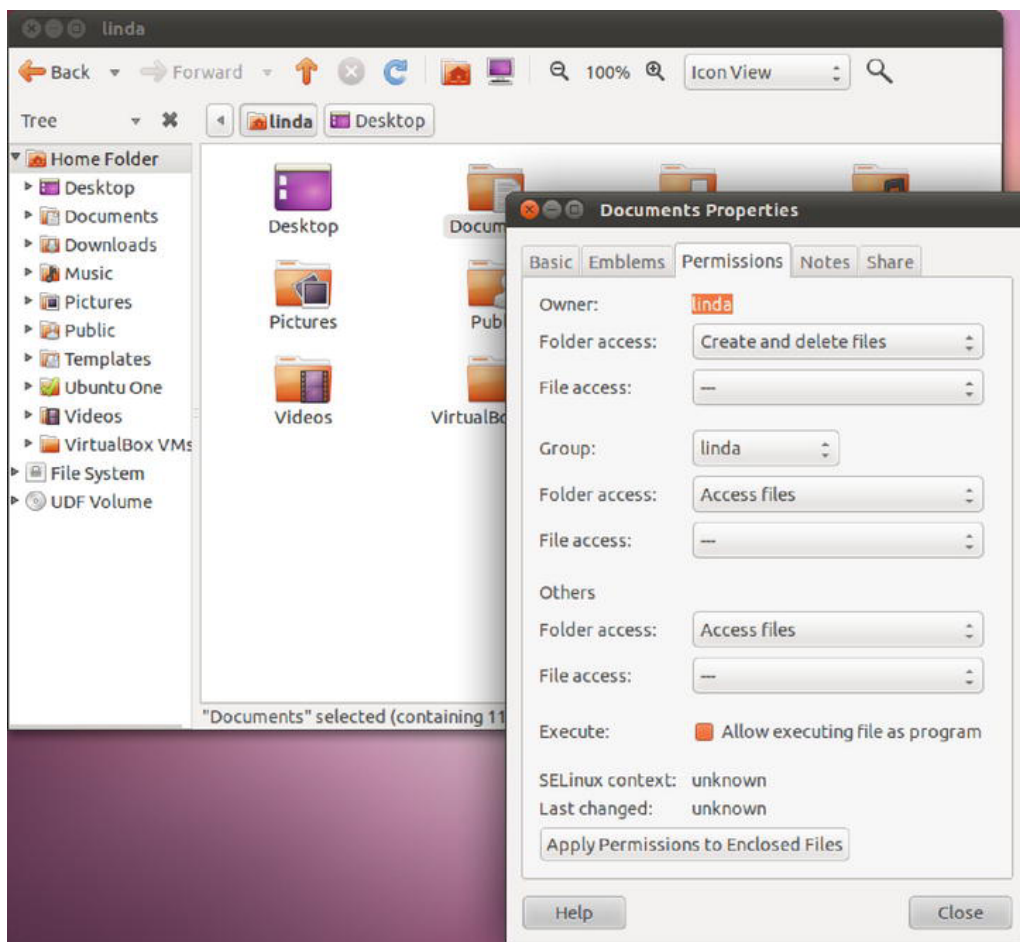 linda
Back Forward 100% Icon View
Tree linda Desktop
Home Folder
Desktop
Documents
Downloads
Music
Pictures
Public
Templates
Ubuntu One
Videos
VirtualBox VMs
File System
UDF Volume
Desktop
Docum
Pictures
Publ
Videos
VirtualBo
"Documents" selected (containing 11
Documents Properties
Basic Emblems Permissions Notes Share
Owner: linda
Folder access: Create and delete files
File access: ---
Group: linda
Folder access: Access files
File access: ---
Others
Folder access: Access files
File access: ---
Execute: Allow executing file as program
SELinux context: unknown
Last changed: unknown
Apply Permissions to Enclosed Files
Help Close